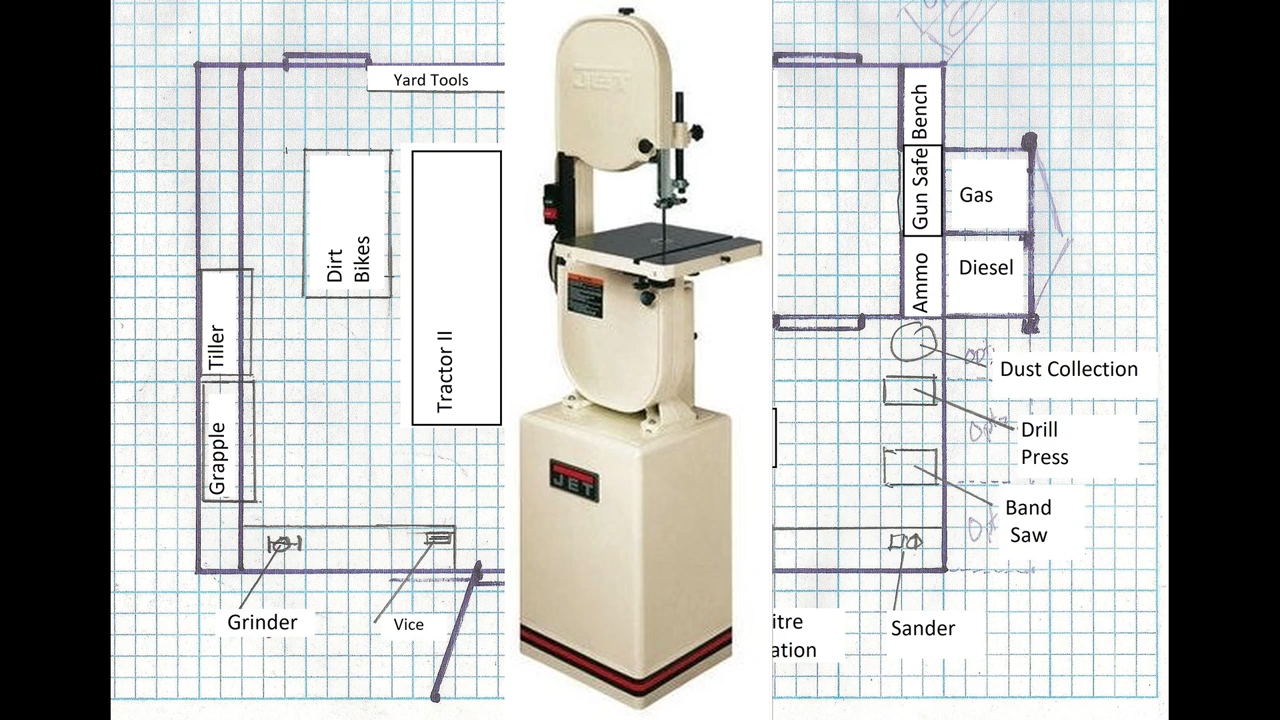 Yard Tools
Bench
Gun Safe
Ammo
Gas
Diesel
Dirt
Bikes
Tractor II
Tiller
Grapple
JET
JET
Dust Collection
Drill
Press
Band
Saw
Grinder
Vice
itre
ation
Sander